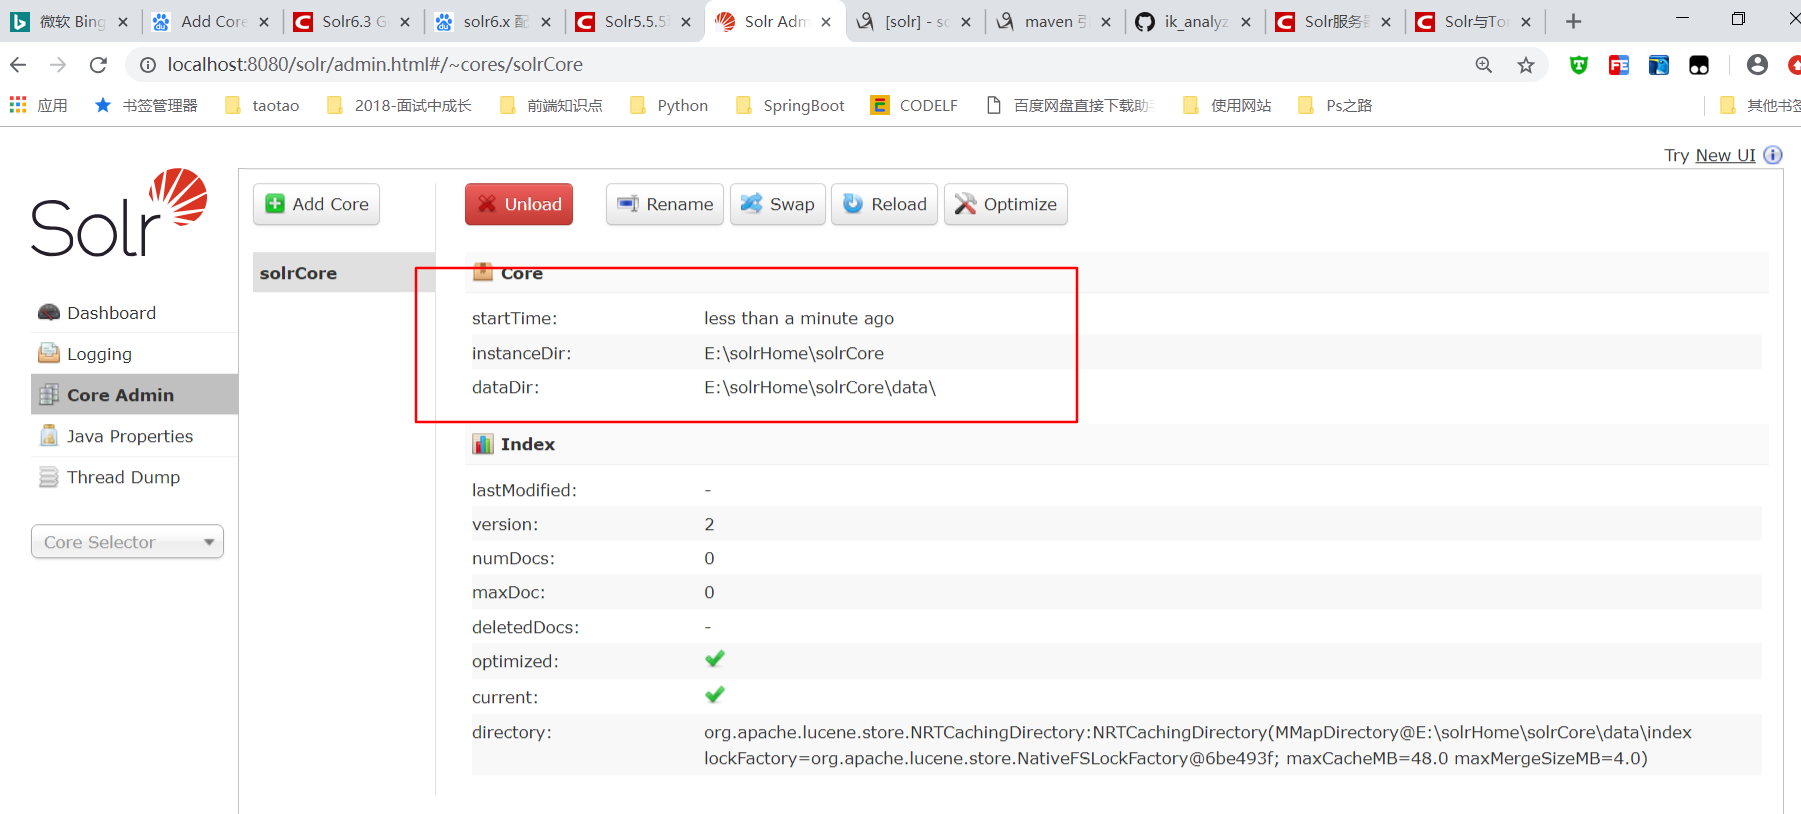 微软 Bing
Add Core
Solr6.3
solr6.x 配
Solr5.5.5
Solr Adm
[solr] - so
maven 引
ik_analyz
Solr服务器
Solr与Tom
localhost:8080/solr/admin.html#/~cores/solrCore
应用
书签管理器
taotao
2018-面试中成长
前端知识点
Python
SpringBoot
CODELF
百度网盘直接下载助手
使用网站
Ps之路
其他书签
Try New UI
Solr
Add Core
Unload
Rename
Swap
Reload
Optimize
solrCore
Dashboard
Logging
Core Admin
Java Properties
Thread Dump
Core Selector
Core
startTime: less than a minute ago
instanceDir: E:\solrHome\solrCore
dataDir: E:\solrHome\solrCore\data\
Index
lastModified: -
version: 2
numDocs: 0
maxDoc: 0
deletedDocs: -
optimized:
current:
directory: org.apache.lucene.store.NRTCachingDirectory:NRTCachingDirectory(MMapDirectory@E:\solrHome\solrCore\data\index
lockFactory=org.apache.lucene.store.NativeFSLockFactory@6be493f; maxCacheMB=48.0 maxMergeSizeMB=4.0)